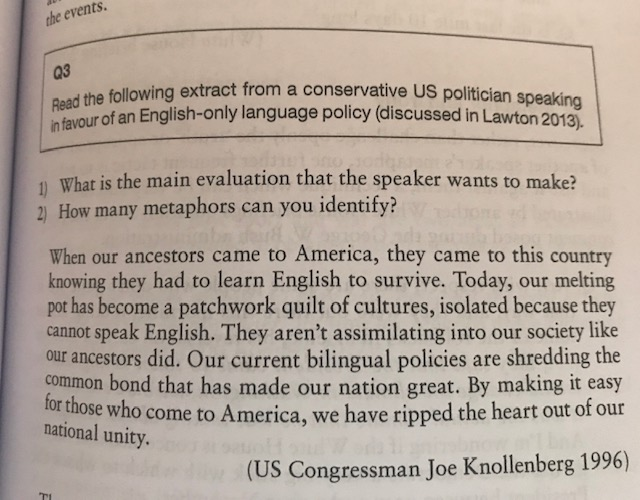 the events.
Q3
Read the following extract from a conservative US politician speaking
in favour of an English-only language policy (discussed in Lawton 2013).
1) What is the main evaluation that the speaker wants to make?
2) How many metaphors can you identify?
When our ancestors came to America, they came to this country
knowing they had to learn English to survive. Today, our melting
pot has become a patchwork quilt of cultures, isolated because they
cannot speak English. They aren't assimilating into our society like
our ancestors did. Our current bilingual policies are shredding the
common bond that has made our nation great. By making it easy
for those who come to America, we have ripped the heart out of our
national unity.
(US Congressman Joe Knollenberg 1996)